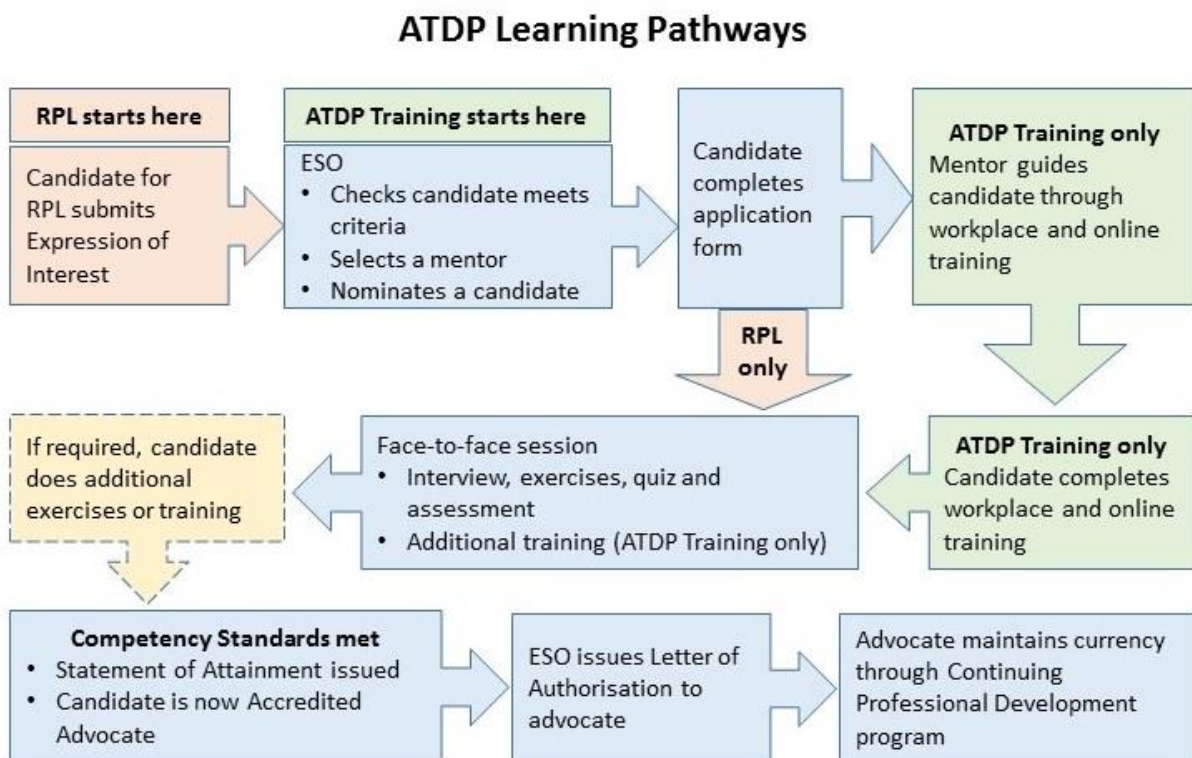 ATDP Learning Pathways
RPL starts here
Candidate for
RPL submits
Expression of
Interest
ATDP Training starts here
ESO
• Checks candidate meets
criteria
• Selects a mentor
• Nominates a candidate
Candidate
completes
application
form
ATDP Training only
Mentor guides
candidate through
workplace and online
training
RPL
only
ATDP Training only
Candidate completes
workplace and online
training
Face-to-face session
• Interview, exercises, quiz and
assessment
• Additional training (ATDP Training only)
If required, candidate
does additional
exercises or training
Competency Standards met
• Statement of Attainment issued
• Candidate is now Accredited
Advocate
ESO issues Letter of
Authorisation to
advocate
Advocate maintains currency
through Continuing
Professional Development
program